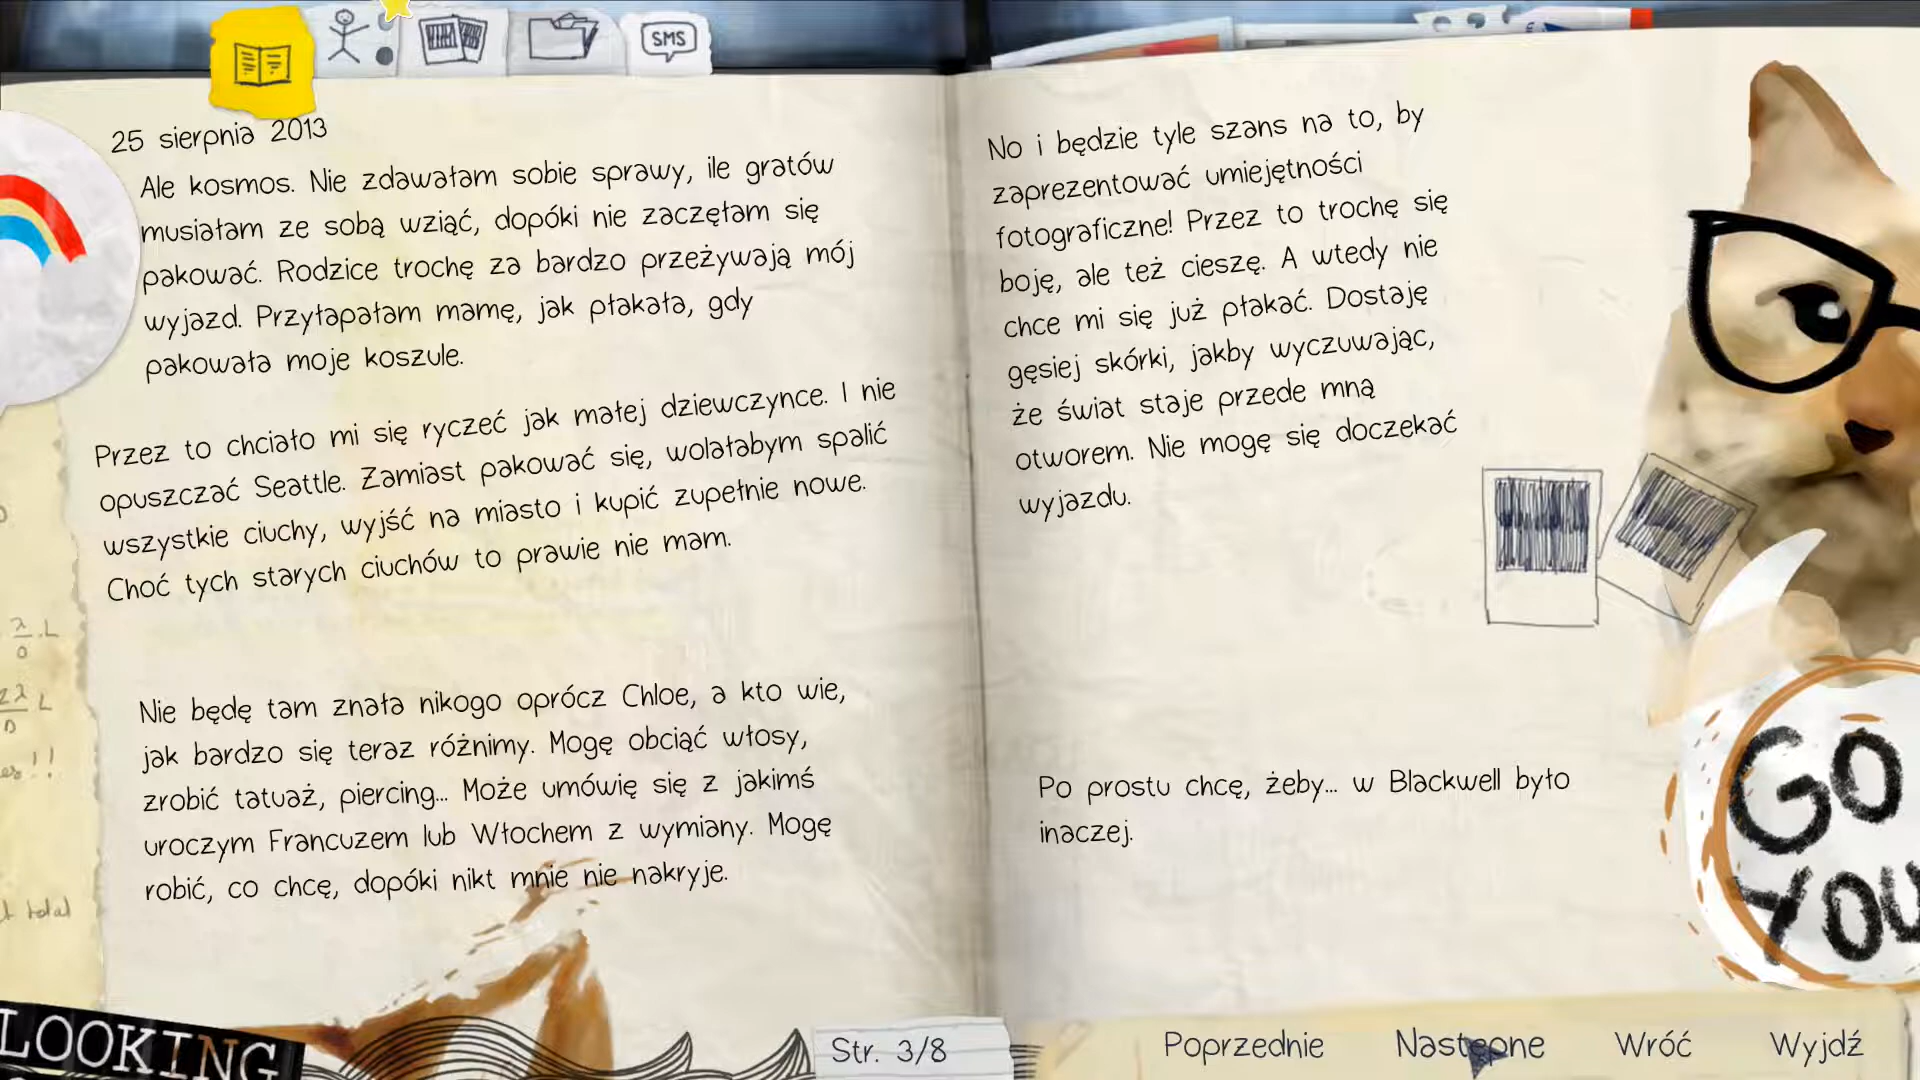 SMS
25 sierpnia 2013
Ale kosmos. Nie zdawałam sobie sprawy, ile gratów
musiałam ze sobą wziąć, dopóki nie zaczęłam się
pakować. Rodzice trochę za bardzo przeżywają mój
wyjazd. Przyłapałam mamę, jak płakała, gdy
pakowała moje koszule.
Przez to chciało mi się ryczeć jak małej dziewczynce. I nie
opuszczać Seattle. Zamiast pakować się, wolałabym spalić
wszystkie ciuchy, wyjść na miasto i kupić zupełnie nowe.
Choć tych starych ciuchów to prawie nie mam.
Nie będę tam znała nikogo oprócz Chloe, a kto wie,
jak bardzo się teraz różnimy. Mogę obciąć włosy,
zrobić tatuaż, piercing... Może umówię się z jakimś
uroczym Francuzem lub Włochem z wymiany. Mogę
robić, co chcę, dopóki nikt mnie nie nakryje.
total
LOOKING
No i będzie tyle szans na to, by
zaprezentować umiejętności
fotograficzne! Przez to trochę się
boję, ale też cieszę. A wtedy nie
chce mi się już płakać. Dostaję
gęsiej skórki, jakby wyczuwając,
że świat staje przede mną
otworem. Nie mogę się doczekać
wyjazdu.
Po prostu chcę, żeby... w Blackwell było
inaczej.
GO
YOU
Str. 3/8
Poprzednie Następne Wróć Wyjdź